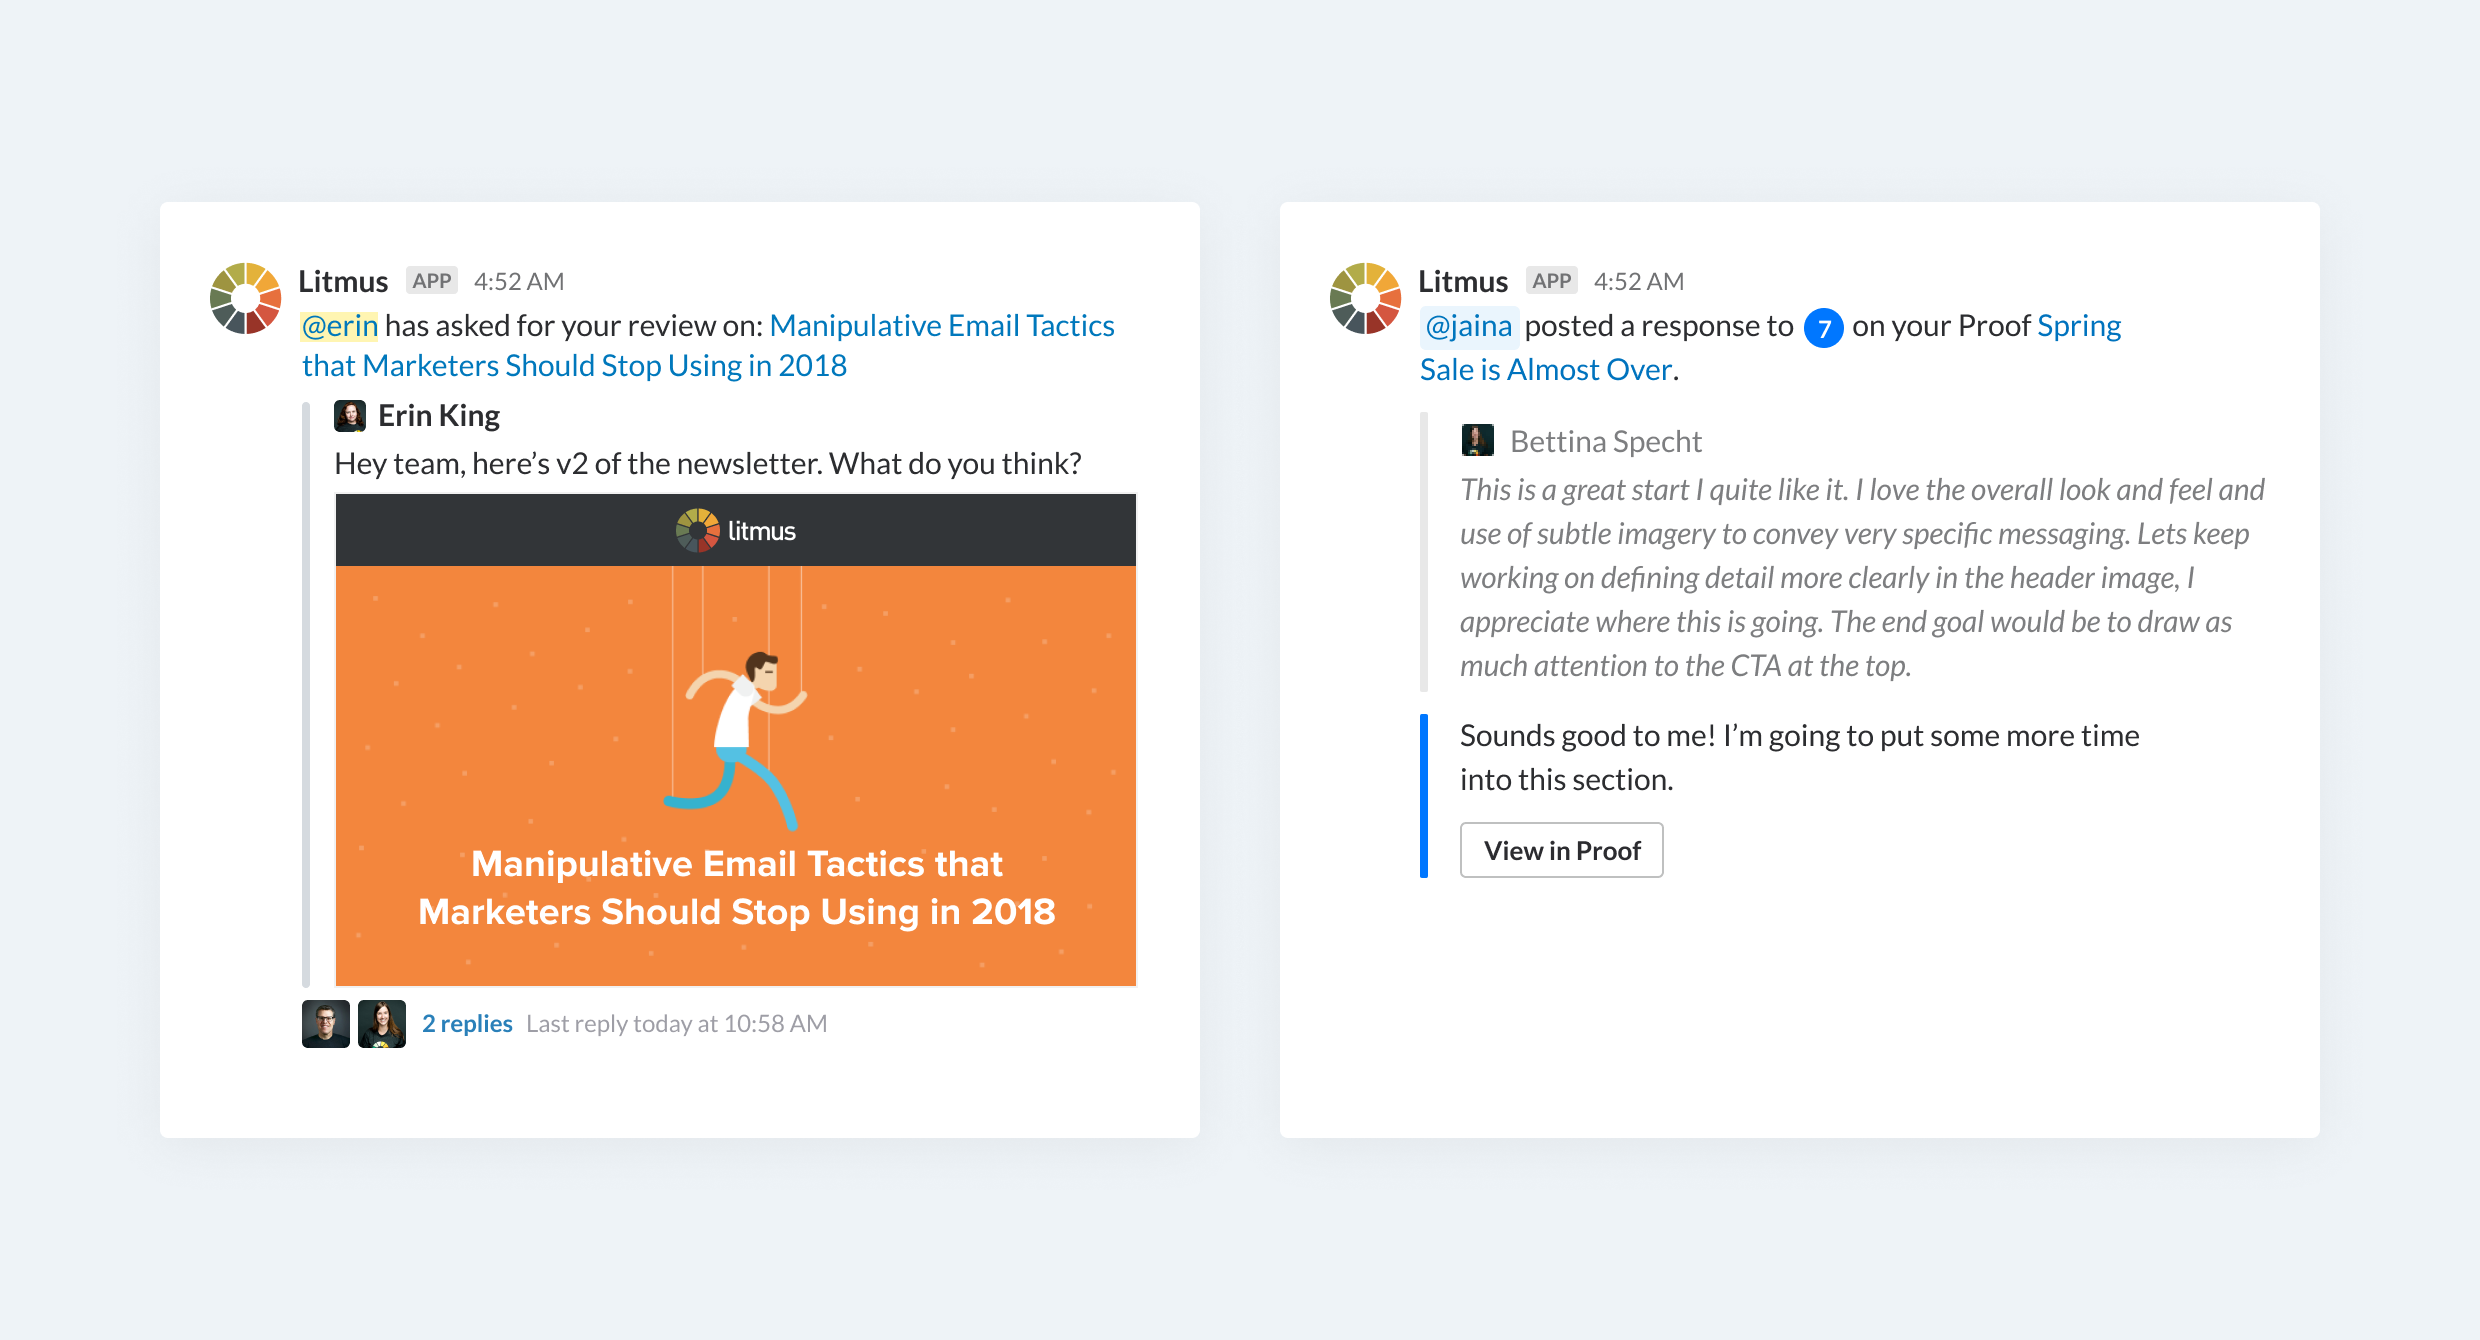 Litmus APP 4:52 AM
@erin has asked for your review on: Manipulative Email Tactics
that Marketers Should Stop Using in 2018
Erin King
Hey team, here’s v2 of the newsletter. What do you think?
litmus
Manipulative Email Tactics that
Marketers Should Stop Using in 2018
2 replies Last reply today at 10:58 AM
Litmus APP 4:52 AM
@jaina posted a response to 7 on your Proof Spring
Sale is Almost Over.
Bettina Specht
This is a great start I quite like it. I love the overall look and feel and
use of subtle imagery to convey very specific messaging. Lets keep
working on defining detail more clearly in the header image, I
appreciate where this is going. The end goal would be to draw as
much attention to the CTA at the top.
Sounds good to me! I’m going to put some more time
into this section.
View in Proof